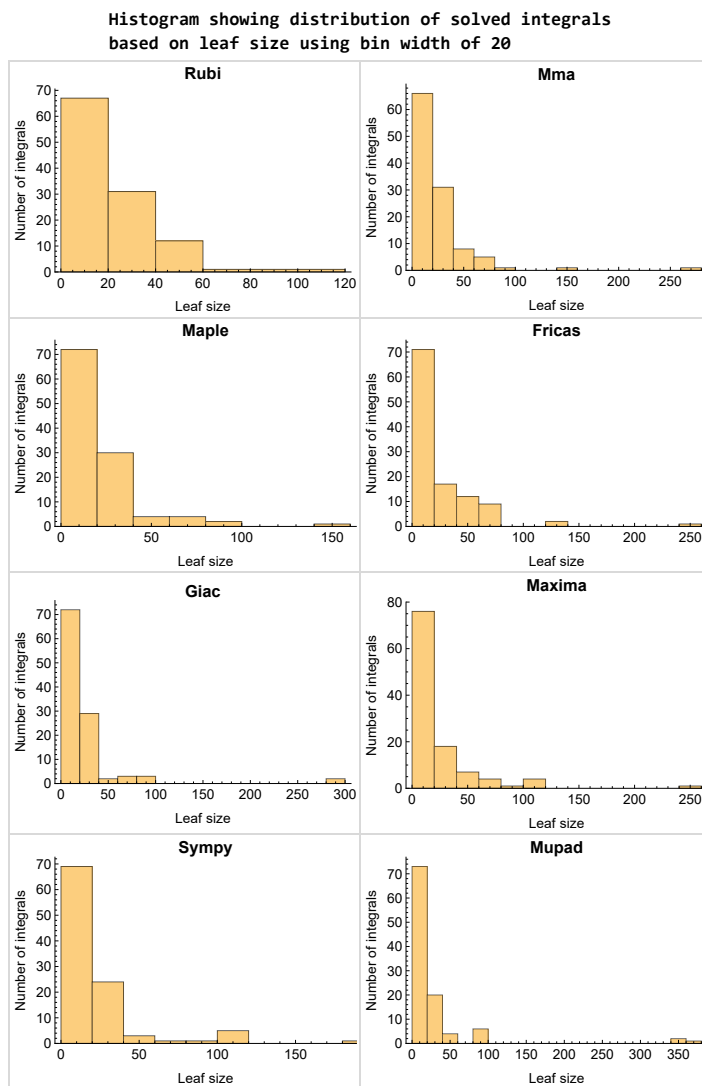 Histogram showing distribution of solved integrals
based on leaf size using bin width of 20
Rubi
Number of integrals
70
60
50
40
30
20
10
0
0 20 40 60 80 100 120
Leaf size
Mma
Number of integrals
60
50
40
30
20
10
0
0 50 100 150 200 250
Leaf size
Maple
Number of integrals
70
60
50
40
30
20
10
0
0 50 100 150
Leaf size
Fricas
Number of integrals
70
60
50
40
30
20
10
0
0 50 100 150 200 250
Leaf size
Giac
Number of integrals
70
60
50
40
30
20
10
0
0 50 100 150 200 250 300
Leaf size
Maxima
Number of integrals
80
60
40
20
0
0 50 100 150 200 250
Leaf size
Sympy
Number of integrals
70
60
50
40
30
20
10
0
0 50 100 150
Leaf size
Mupad
Number of integrals
70
60
50
40
30
20
10
0
0 50 100 150 200 250 300 350
Leaf size